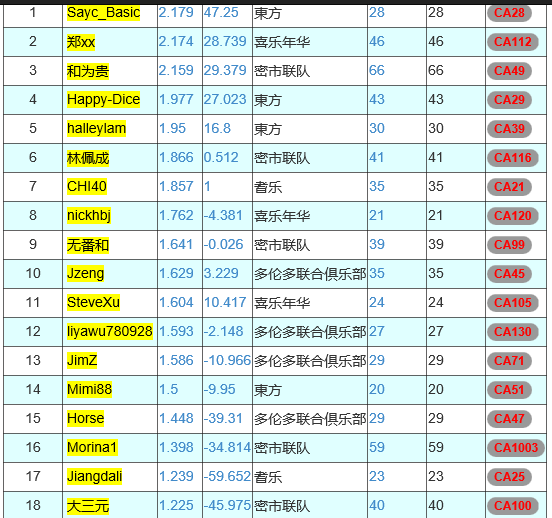 1 Sayc_Basic 2.179 47.25 東方 28 28 CA28
2 郑xx 2.174 28.739 喜乐年华 46 46 CA112
3 和为贵 2.159 29.379 密市联队 66 66 CA49
4 Happy-Dice 1.977 27.023 東方 43 43 CA29
5 halleylam 1.95 16.8 東方 30 30 CA39
6 林佩成 1.866 0.512 密市联队 41 41 CA116
7 CHI40 1.857 1 耆乐 35 35 CA21
8 nickhbj 1.762 -4.381 喜乐年华 21 21 CA120
9 无番和 1.641 -0.026 密市联队 39 39 CA99
10 Jzeng 1.629 3.229 多伦多联合俱乐部 35 35 CA45
11 SteveXu 1.604 10.417 喜乐年华 24 24 CA105
12 liyawu780928 1.593 -2.148 多伦多联合俱乐部 27 27 CA130
13 JimZ 1.586 -10.966 多伦多联合俱乐部 29 29 CA71
14 Mimi88 1.5 -9.95 東方 20 20 CA51
15 Horse 1.448 -39.31 多伦多联合俱乐部 29 29 CA47
16 Morina1 1.398 -34.814 密市联队 59 59 CA1003
17 Jiangdali 1.239 -59.652 耆乐 23 23 CA25
18 大三元 1.225 -45.975 密市联队 40 40 CA100